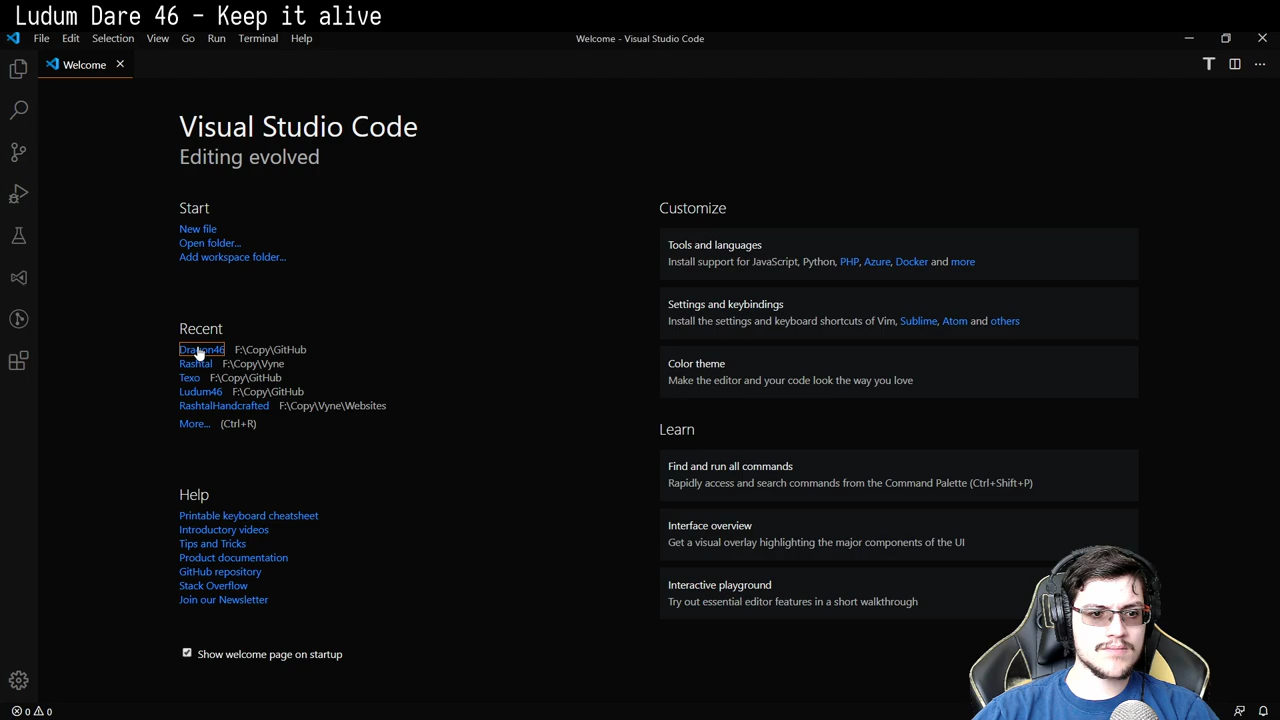 Ludum Dare 46 - Keep it alive
File Edit Selection View Go Run Terminal Help
Welcome - Visual Studio Code
Welcome
Visual Studio Code
Editing evolved
Start
New file
Open folder...
Add workspace folder...
Recent
Dragon46 F:\Copy\GitHub
Rashtal F:\Copy\Vyne
Texo F:\Copy\GitHub
Ludum46 F:\Copy\GitHub
RashtalHandcrafted F:\Copy\Vyne\Websites
More... (Ctrl+R)
Help
Printable keyboard cheatsheet
Introductory videos
Tips and Tricks
Product documentation
GitHub repository
Stack Overflow
Join our Newsletter
Show welcome page on startup
Customize
Tools and languages
Install support for JavaScript, Python, PHP, Azure, Docker and more
Settings and keybindings
Install the settings and keyboard shortcuts of Vim, Sublime, Atom and others
Color theme
Make the editor and your code look the way you love
Learn
Find and run all commands
Rapidly access and search commands from the Command Palette (Ctrl+Shift+P)
Interface overview
Get a visual overlay highlighting the major components of the UI
Interactive playground
Try out essential editor features in a short walkthrough
0 0